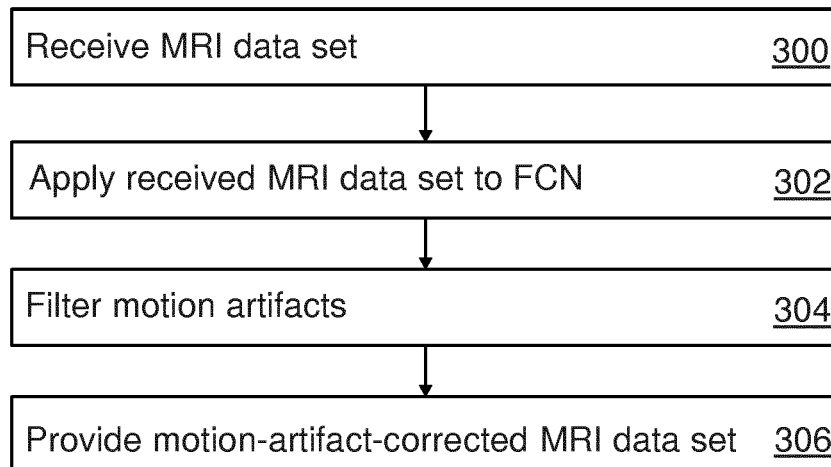 Receive MRI data set 300
Apply received MRI data set to FCN 302
Filter motion artifacts 304
Provide motion-artifact-corrected MRI data set 306